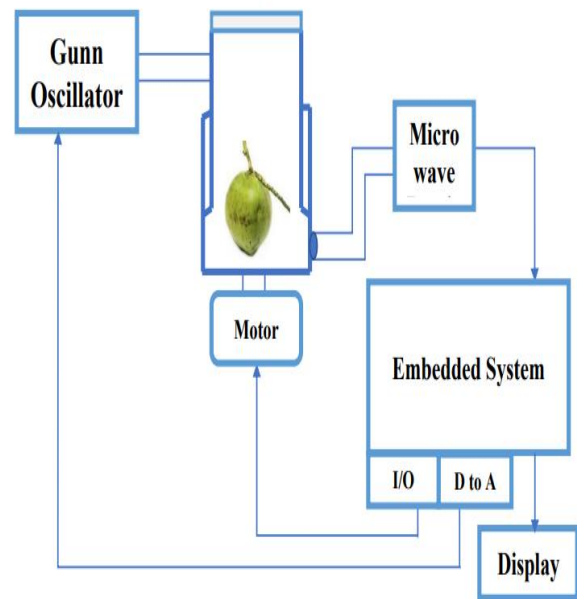 Gunn
Oscillator
Micro
wave
Motor
Embedded System
I/O
D to A
Display